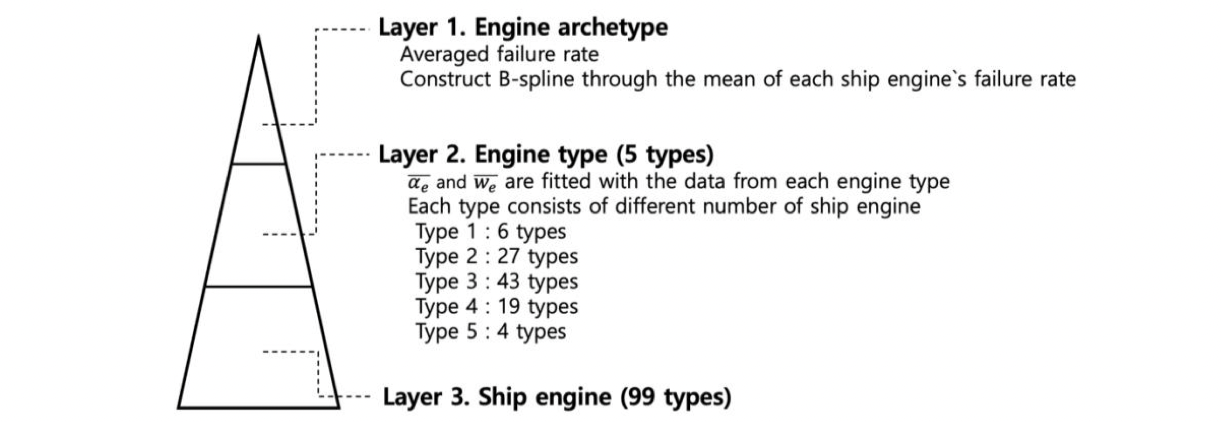 Layer 1. Engine archetype
Averaged failure rate
Construct B-spline through the mean of each ship engine`s failure rate
Layer 2. Engine type (5 types)
$\overline{\alpha_e}$ and $\overline{w_e}$ are fitted with the data from each engine type
Each type consists of different number of ship engine
Type 1 : 6 types
Type 2 : 27 types
Type 3 : 43 types
Type 4 : 19 types
Type 5 : 4 types
Layer 3. Ship engine (99 types)